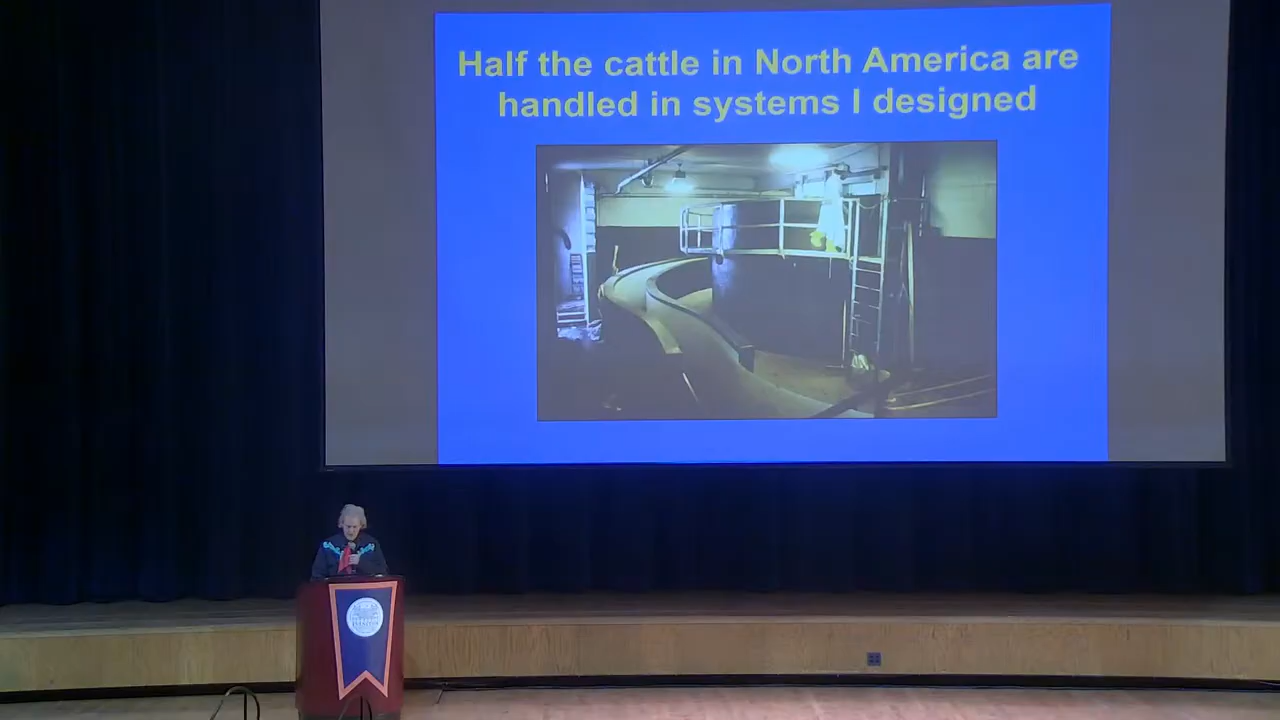 Half the cattle in North America are
handled in systems I designed